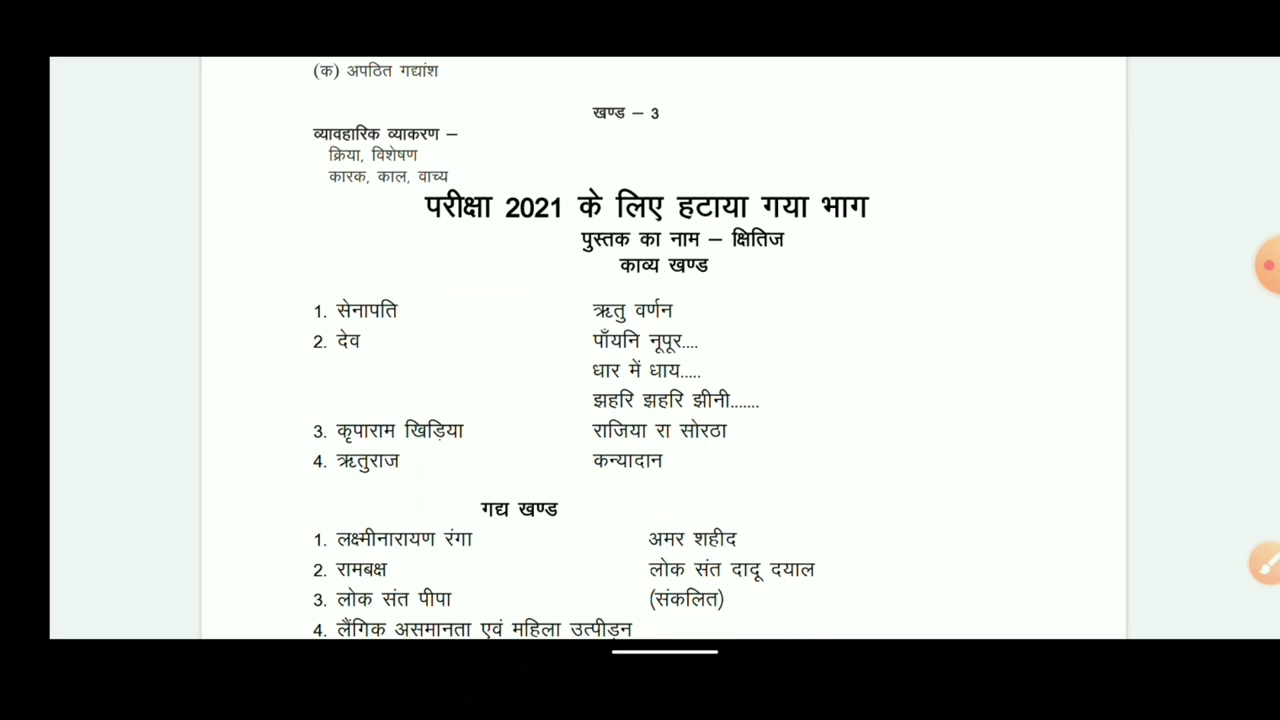 (क) अपठित गद्यांश
खण्ड – 3
व्यावहारिक व्याकरण –
क्रिया, विशेषण
कारक, काल, वाच्य
परीक्षा 2021 के लिए हटाया गया भाग
पुस्तक का नाम – क्षितिज
काव्य खण्ड
1. सेनापति ऋतु वर्णन
2. देव पाँयनि नूपूर....
धार में धाय.....
झहरि झहरि झीनी.......
3. कृपाराम खिड़िया राजिया रा सोरठा
4. ऋतुराज कन्यादान
गद्य खण्ड
1. लक्ष्मीनारायण रंगा अमर शहीद
2. रामबक्ष लोक संत दादू दयाल
3. लोक संत पीपा (संकलित)
4. लैंगिक असमानता एवं महिला उत्पीड़न